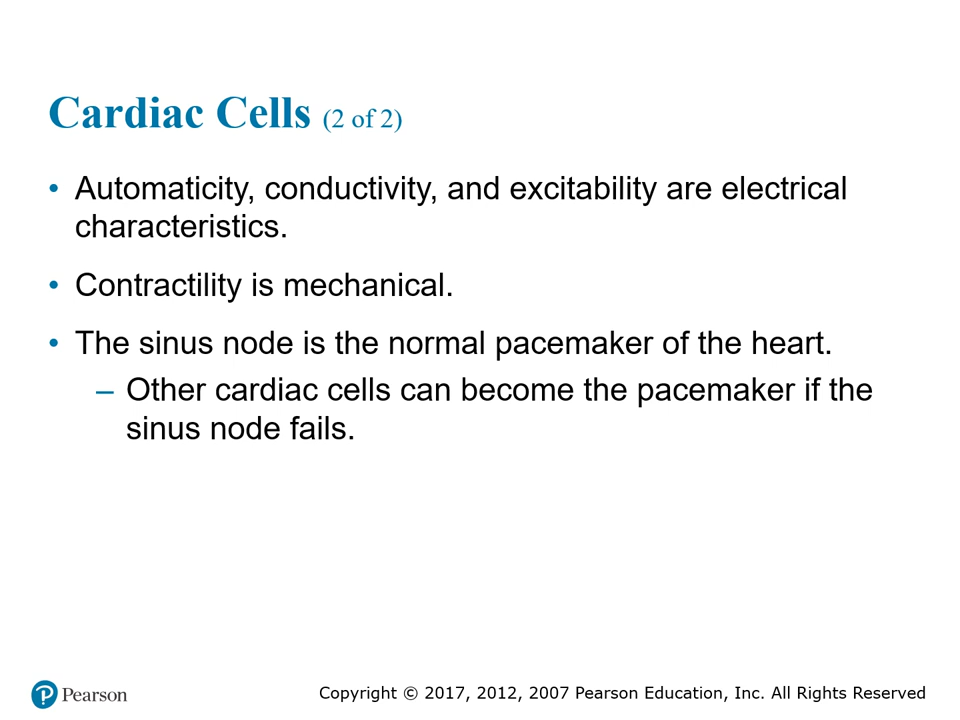 Cardiac Cells (2 of 2)
• Automaticity, conductivity, and excitability are electrical
characteristics.
• Contractility is mechanical.
• The sinus node is the normal pacemaker of the heart.
– Other cardiac cells can become the pacemaker if the
sinus node fails.
P Pearson
Copyright © 2017, 2012, 2007 Pearson Education, Inc. All Rights Reserved